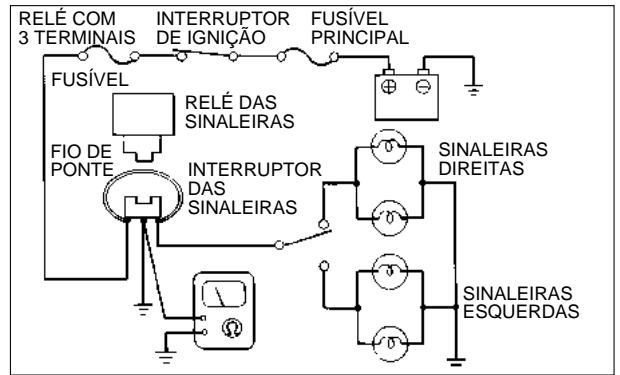 RELÉ COM
3 TERMINAIS
INTERRUPTOR
DE IGNIÇÃO
FUSÍVEL
PRINCIPAL
FUSÍVEL
RELÉ DAS
SINALEIRAS
FIO DE
PONTE
INTERRUPTOR
DAS
SINALEIRAS
SINALEIRAS
DIREITAS
SINALEIRAS
ESQUERDAS
+ −
Ω